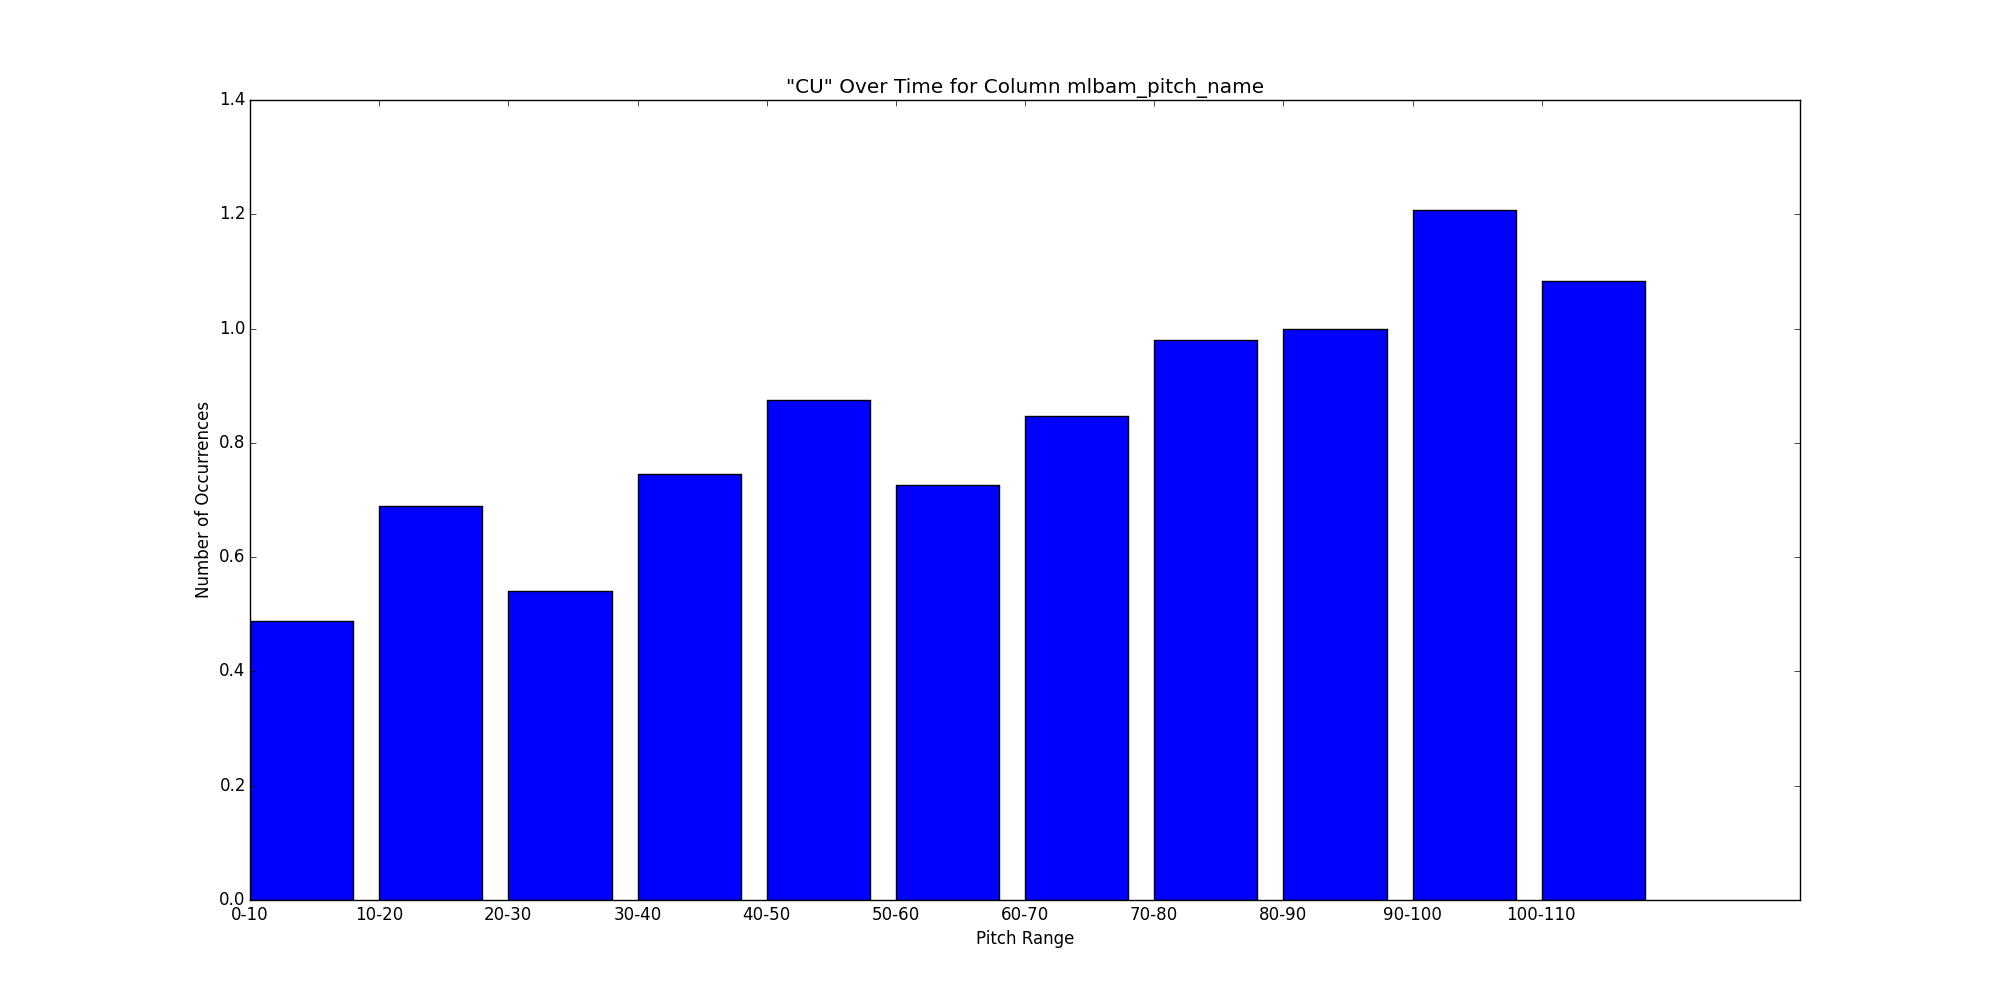 "CU" Over Time for Column mlbam_pitch_name
1.4
1.2
1.0
0.8
0.6
0.4
0.2
0.0
Number of Occurrences
0-10 10-20 20-30 30-40 40-50 50-60 60-70 70-80 80-90 90-100 100-110
Pitch Range